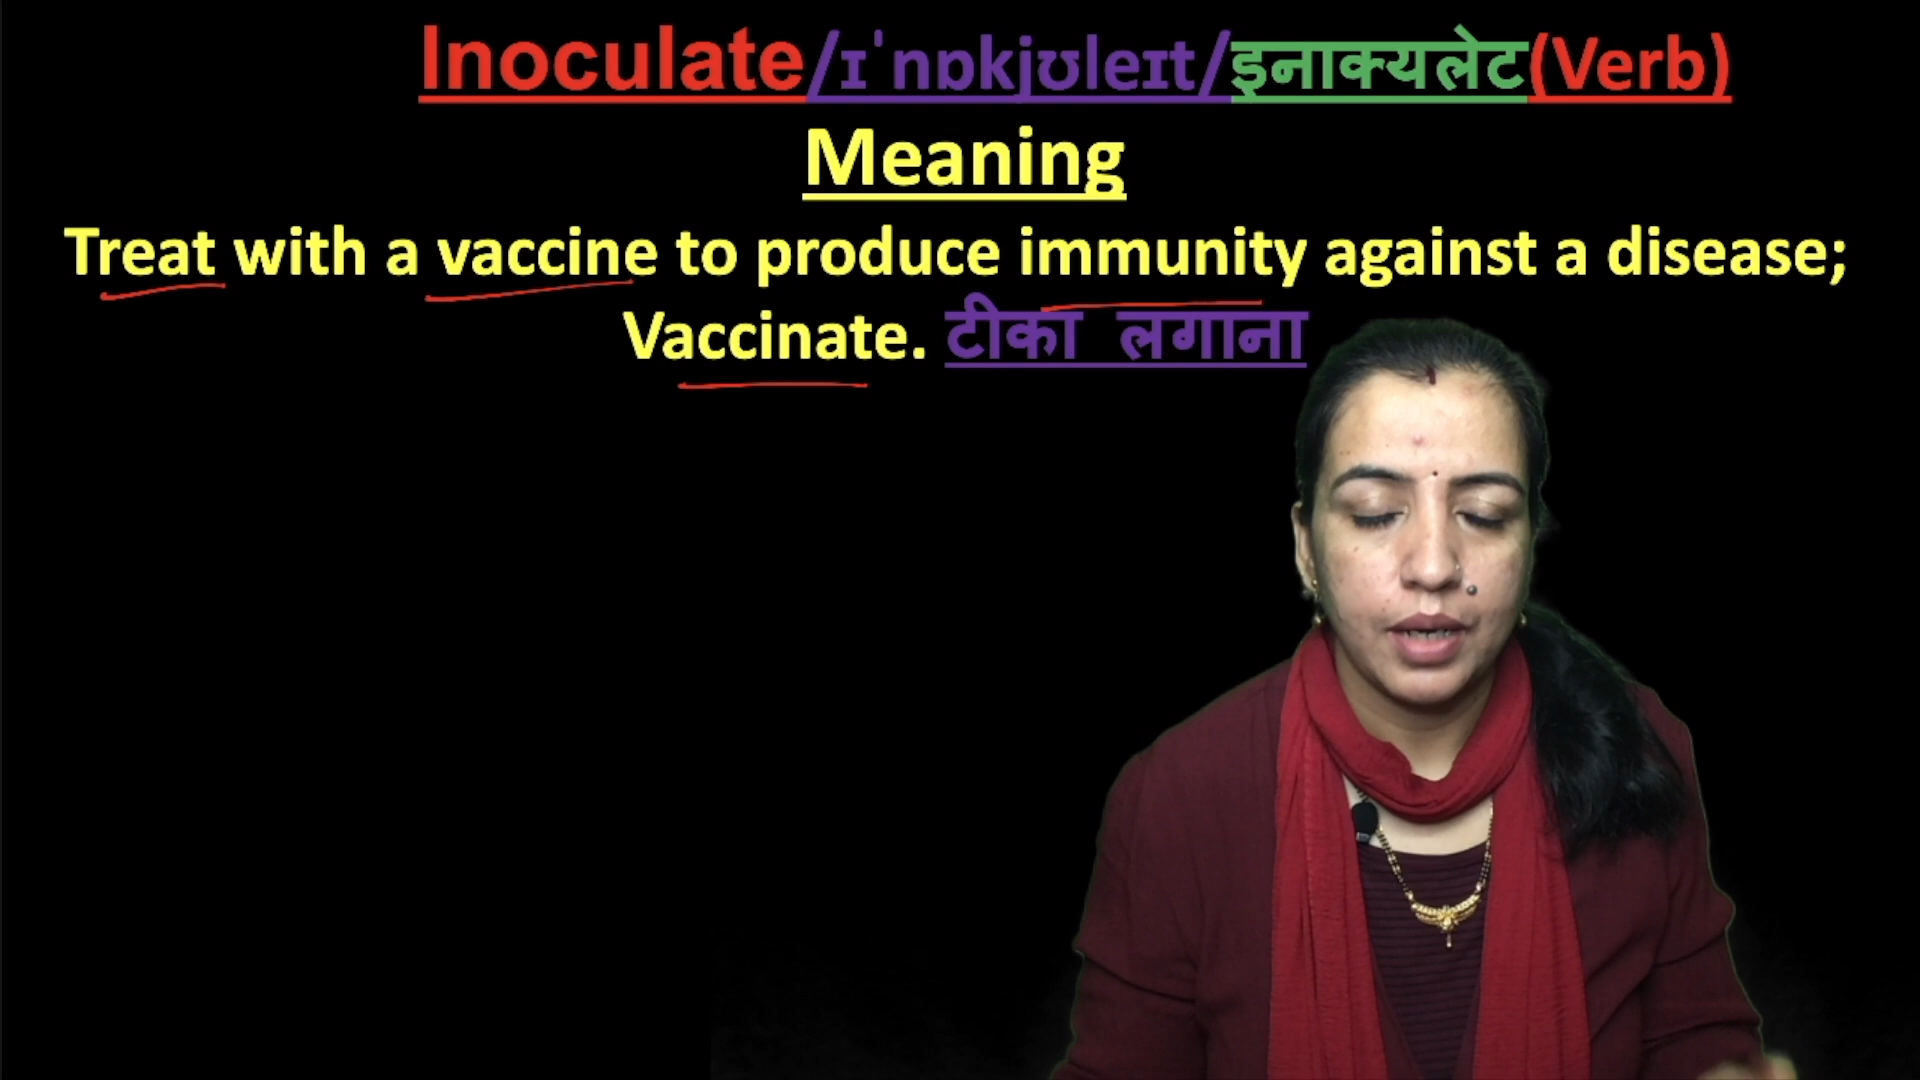 Inoculate/ɪˈnɒkjʊleɪt/इनाक्यलेट(Verb)
Meaning
Treat with a vaccine to produce immunity against a disease;
Vaccinate. टीका लगाना